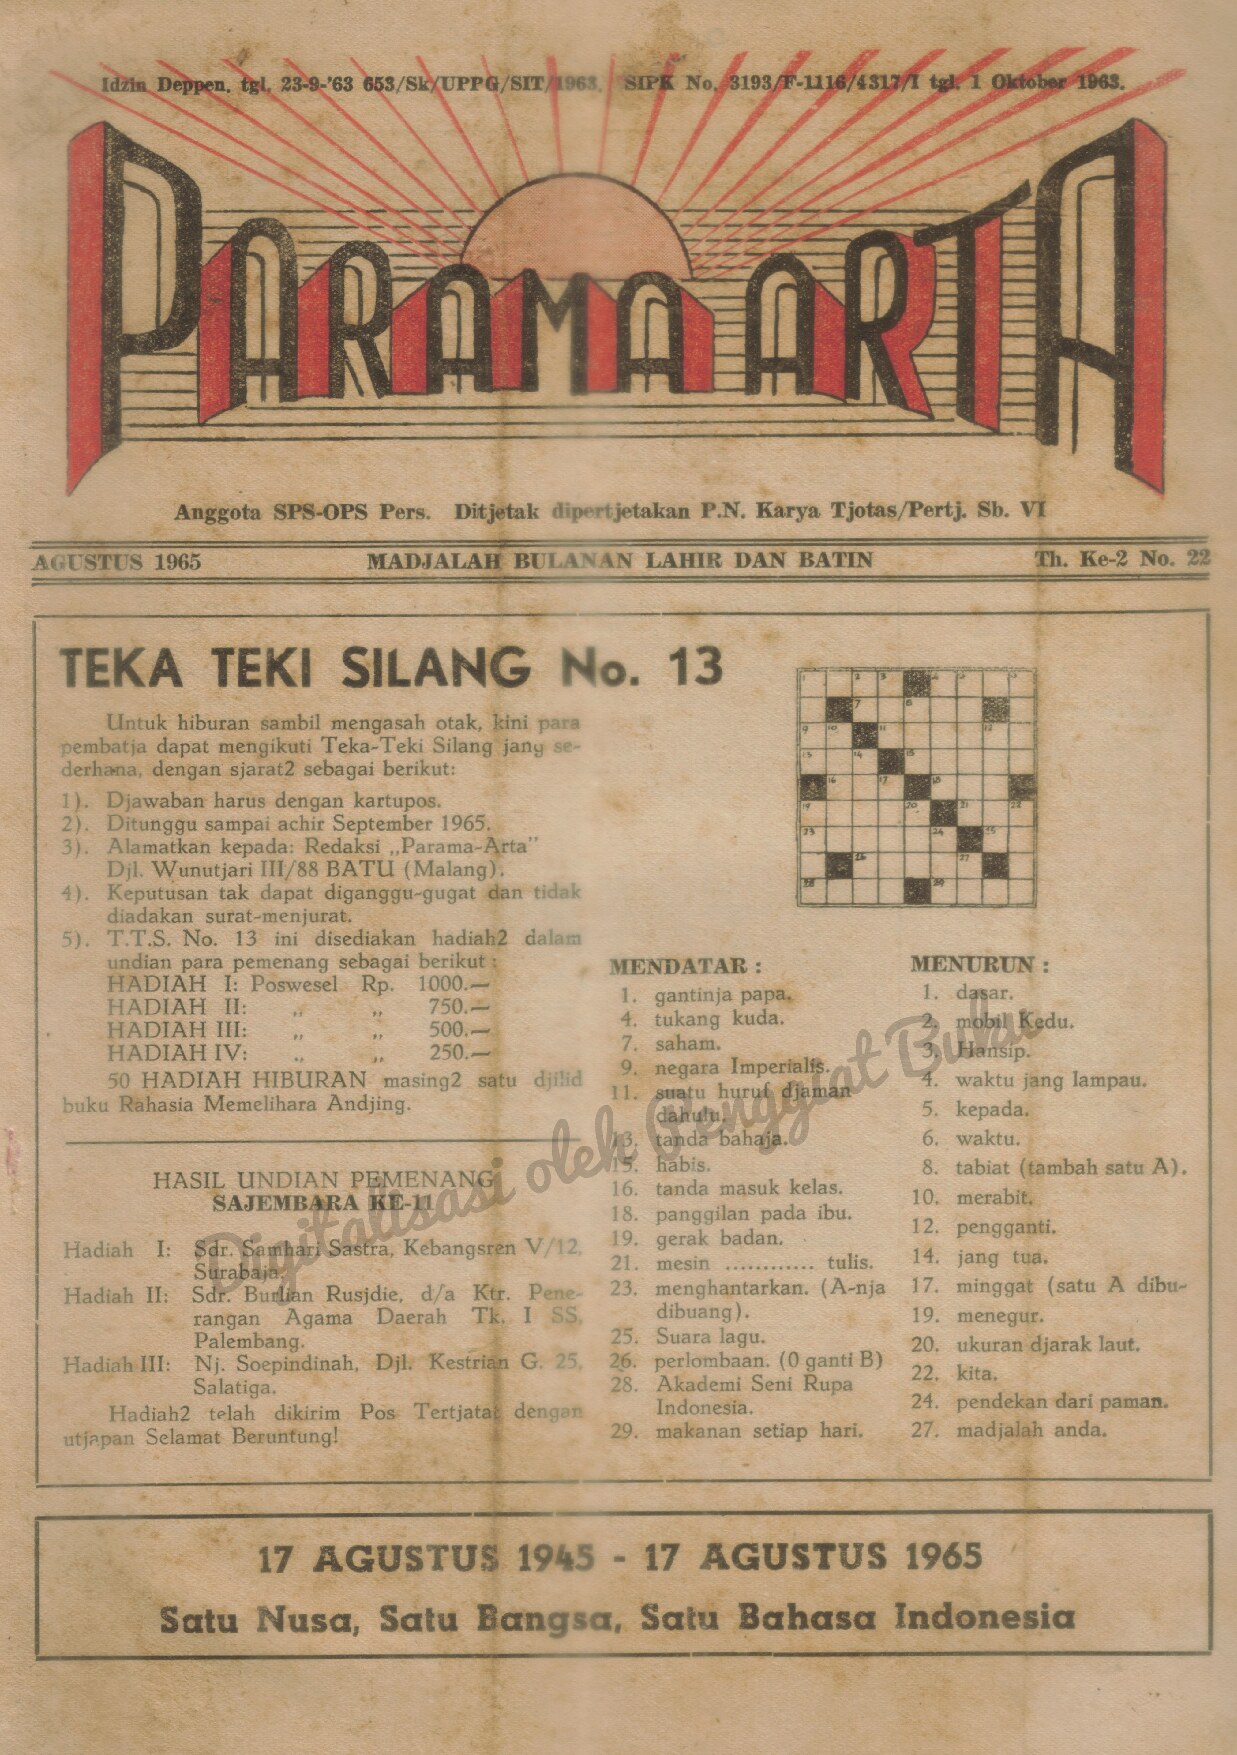 Idzin Deppen, tgl. 23-9-'63 653/Sk/UPPG/SIT/1963, SIPK No. 3193/F-1116/4317/I tgl. 1 Oktober 1963.
PARAMA ARTA
Anggota SPS-OPS Pers. Ditjetak dipertjetakan P.N. Karya Tjotas/Pertj. Sb. VI
AGUSTUS 1965 MADJALAH BULANAN LAHIR DAN BATIN Th. Ke-2 No. 22
TEKA TEKI SILANG No. 13
Untuk hiburan sambil mengasah otak, kini para
pembatja dapat mengikuti Teka-Teki Silang jang se-
derhana, dengan sjarat2 sebagai berikut:
1). Djawaban harus dengan kartupos.
2). Ditunggu sampai achir September 1965.
3). Alamatkan kepada: Redaksi „Parama-Arta"
Djl. Wunutjari III/88 BATU (Malang).
4). Keputusan tak dapat diganggu-gugat dan tidak
diadakan surat-menjurat.
5). T.T.S. No. 13 ini disediakan hadiah2 dalam
undian para pemenang sebagai berikut :
HADIAH I: Poswesel Rp. 1000.—
HADIAH II: „ „ 750.—
HADIAH III: „ „ 500.—
HADIAH IV: „ „ 250.—
50 HADIAH HIBURAN masing2 satu djilid
buku Rahasia Memelihara Andjing.
HASIL UNDIAN PEMENANG
SAJEMBARA KE-11
Hadiah I: Sdr. Samhari Sastra, Kebangsren V/12,
Surabaja.
Hadiah II: Sdr. Burlian Rusjdie, d/a Ktr. Pene-
rangan Agama Daerah Tk. I SS.
Palembang.
Hadiah III: Nj. Soepindinah, Djl. Kestrian G. 25,
Salatiga.
Hadiah2 telah dikirim Pos Tertjatat dengan
utjapan Selamat Beruntung!
MENDATAR :
1. gantinja papa.
4. tukang kuda.
7. saham.
9. negara Imperialis.
11. suatu huruf djaman
dahulu.
13. tanda bahaja.
15. habis.
16. tanda masuk kelas.
18. panggilan pada ibu.
19. gerak badan.
21. mesin ............ tulis.
23. menghantarkan. (A-nja
dibuang).
25. Suara lagu.
26. perlombaan. (0 ganti B)
28. Akademi Seni Rupa
Indonesia.
29. makanan setiap hari.
MENURUN :
1. dasar.
2. mobil Kedu.
3. Hansip.
4. waktu jang lampau.
5. kepada.
6. waktu.
8. tabiat (tambah satu A).
10. merabit.
12. pengganti.
14. jang tua.
17. minggat (satu A dibu-
19. menegur.
20. ukuran djarak laut.
22. kita.
24. pendekan dari paman.
27. madjalah anda.
Digitalisasi oleh Penggiat Buku
17 AGUSTUS 1945 - 17 AGUSTUS 1965
Satu Nusa, Satu Bangsa, Satu Bahasa Indonesia